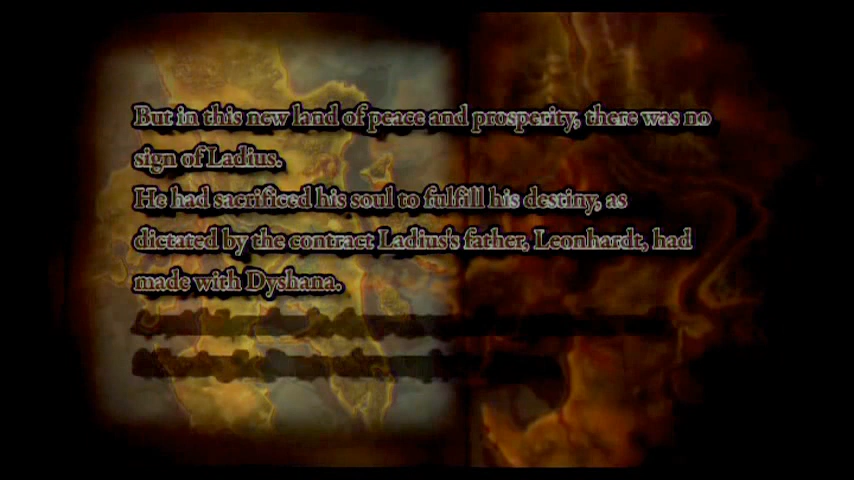 But in this new land of peace and prosperity, there was no
sign of Ladius.
He had sacrificed his soul to fulfill his destiny, as
dictated by the contract Ladius's father, Leonhardt, had
made with Dyshana.